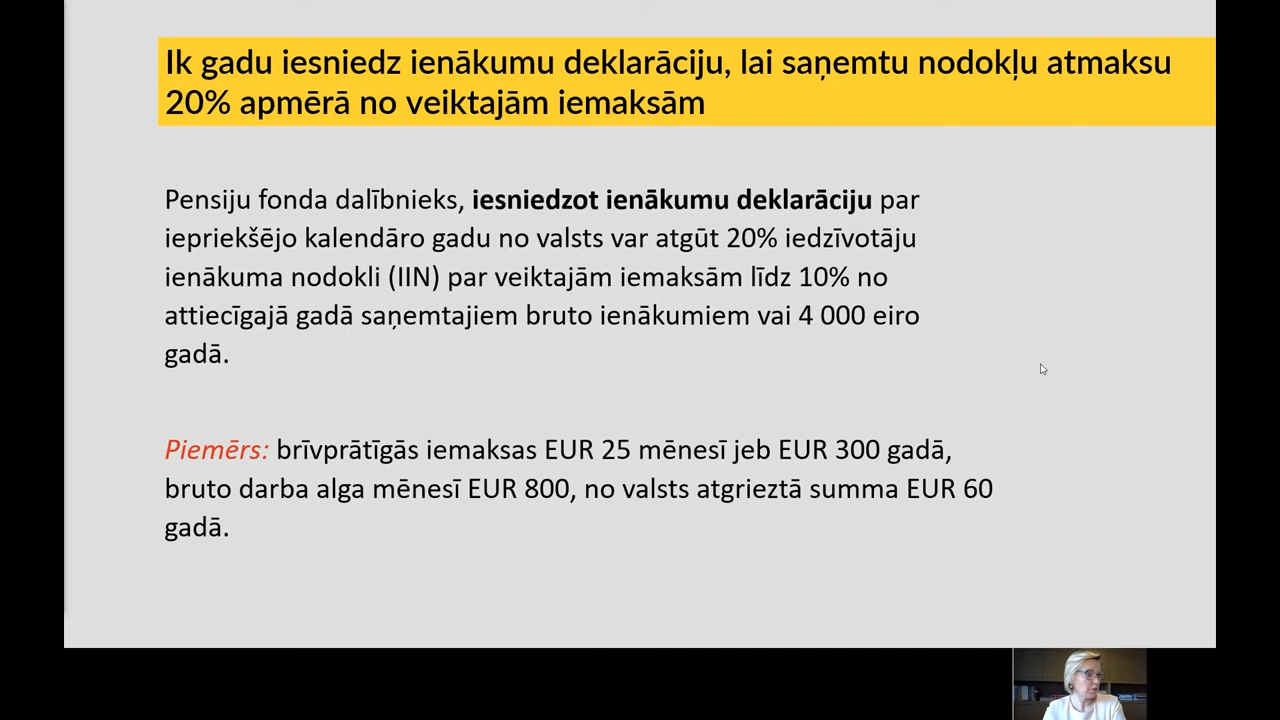 Ik gadu iesniedz ienākumu deklarāciju, lai saņemtu nodokļu atmaksu
20% apmērā no veiktajām iemaksām
Pensiju fonda dalībnieks, iesniedzot ienākumu deklarāciju par
iepriekšējo kalendāro gadu no valsts var atgūt 20% iedzīvotāju
ienākuma nodokli (IIN) par veiktajām iemaksām līdz 10% no
attiecīgajā gadā saņemtajiem bruto ienākumiem vai 4 000 eiro
gadā.
Piemērs: brīvprātīgās iemaksas EUR 25 mēnesī jeb EUR 300 gadā,
bruto darba alga mēnesī EUR 800, no valsts atgrieztā summa EUR 60
gadā.